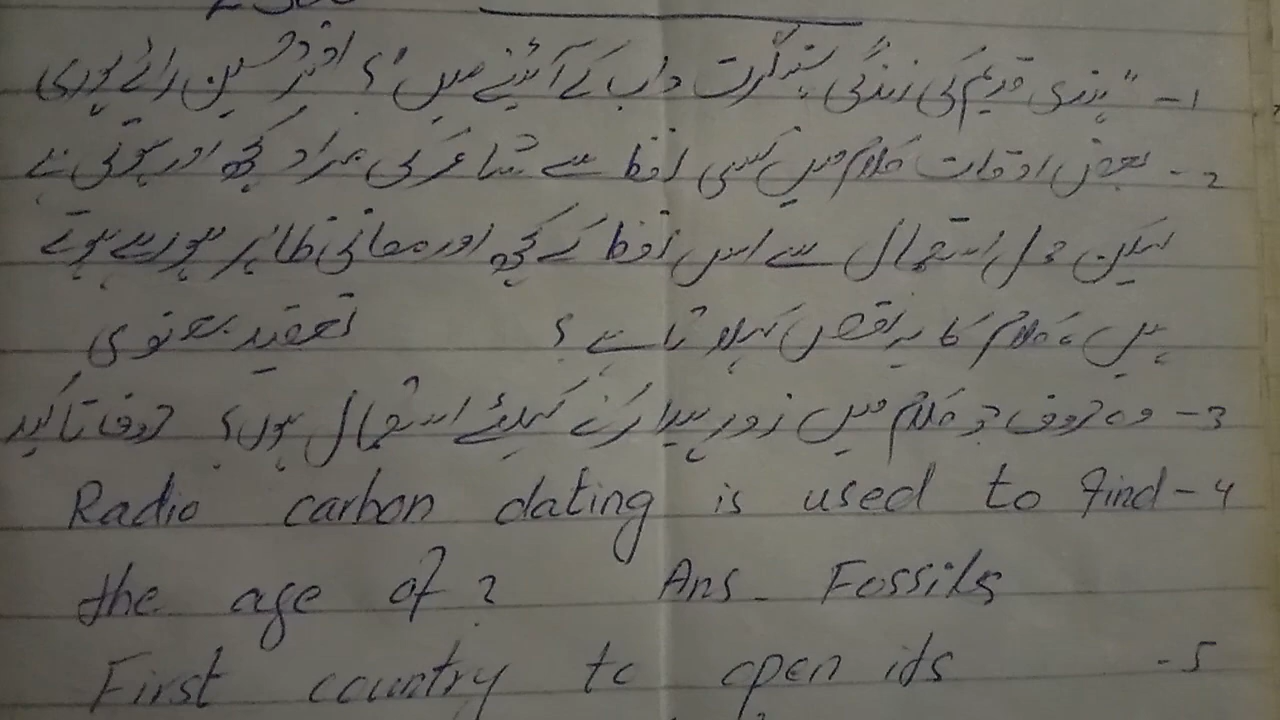 1- "ہندی قدیم کی زندگی سنسکرت داب کے آئینے میں"؟ اختر حسین رائے پوری
2- بعض اوقات کلام میں کسی لفظ سے شاعر کی مراد کچھ اور ہوتی ہے
لیکن محل استعمال سے اس لفظ کے کچھ اور معانی ظاہر ہو رہے ہوتے
ہیں، کلام کا یہ نقص کہلاتا ہے؟ تعقید معنوی
3- وہ حروف جو کلام میں زور پیدا کرنے کیلئے استعمال ہوں؟ حروف تاکید
Radio carbon dating is used to find -4
the age of? Ans_ Fossils
First country to open its -5